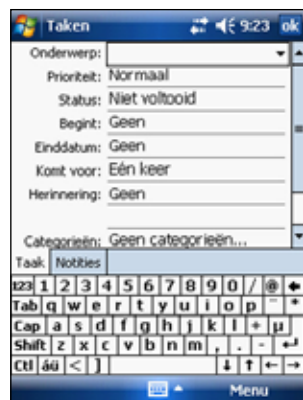 Taken 9:23 ok
Onderwerp:
Prioriteit: Normaal
Status: Niet voltooid
Begint: Geen
Einddatum: Geen
Komt voor: Eén keer
Herinnering: Geen
Categorieën: Geen categorieën...
Taak Notities
123 1 2 3 4 5 6 7 8 9 0 / @
Tab q w e r t y u i o p ¨ *
Cap a s d f g h j k l + µ
Shift z x c v b n m , . -
Ctl áü < ]
Menu